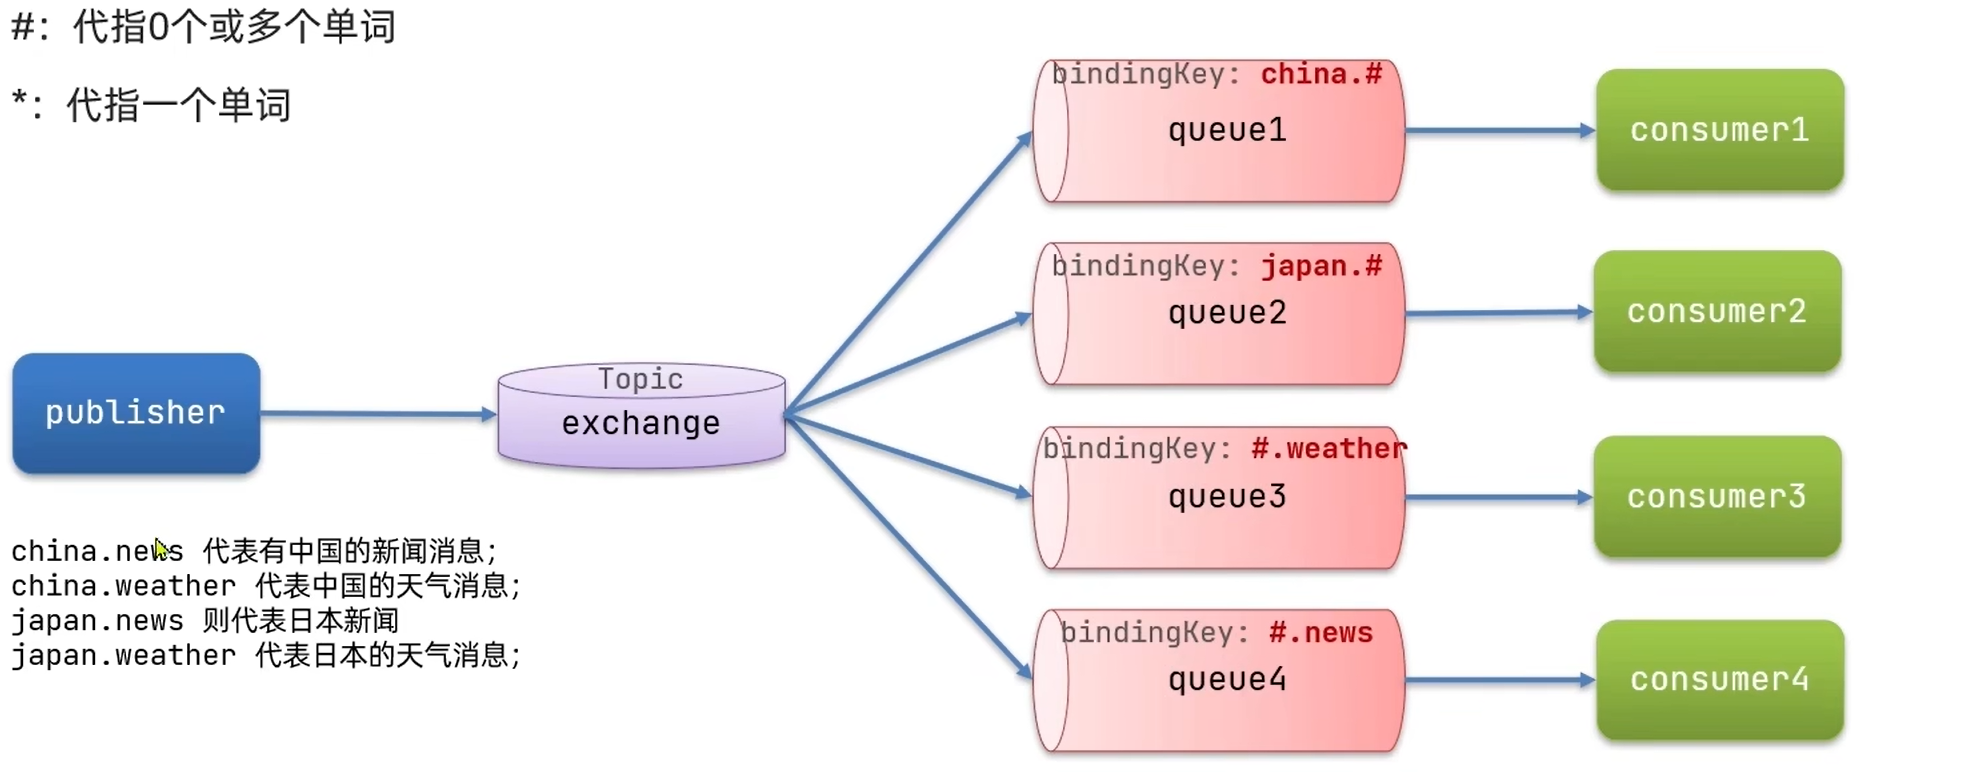 #：代指0个或多个单词
*：代指一个单词
bindingKey: china.#
queue1
consumer1
bindingKey: japan.#
queue2
consumer2
publisher
Topic
exchange
bindingKey: #.weather
queue3
consumer3
bindingKey: #.news
queue4
consumer4
china.news 代表有中国的新闻消息；
china.weather 代表中国的天气消息；
japan.news 则代表日本新闻
japan.weather 代表日本的天气消息；